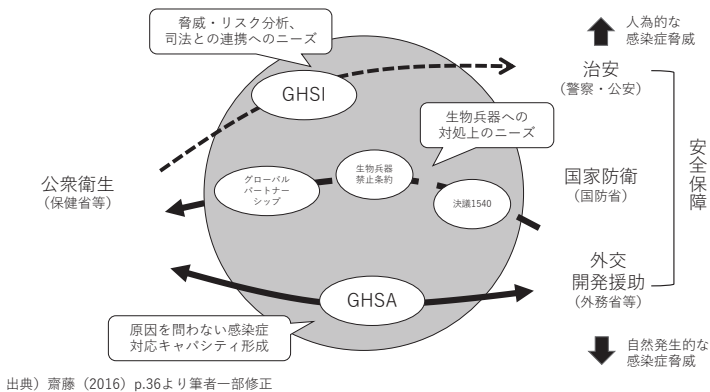 脅威・リスク分析、
司法との連携へのニーズ
人為的な
感染症脅威
GHSI
治安
（警察・公安）
生物兵器への
対処上のニーズ
公衆衛生
（保健省等）
グローバル
パートナー
シップ
生物兵器
禁止条約
決議1540
国家防衛
（国防省）
安全保障
外交
開発援助
（外務省等）
GHSA
原因を問わない感染症
対応キャパシティ形成
自然発生的な
感染症脅威
出典）齋藤（2016）p.36より筆者一部修正